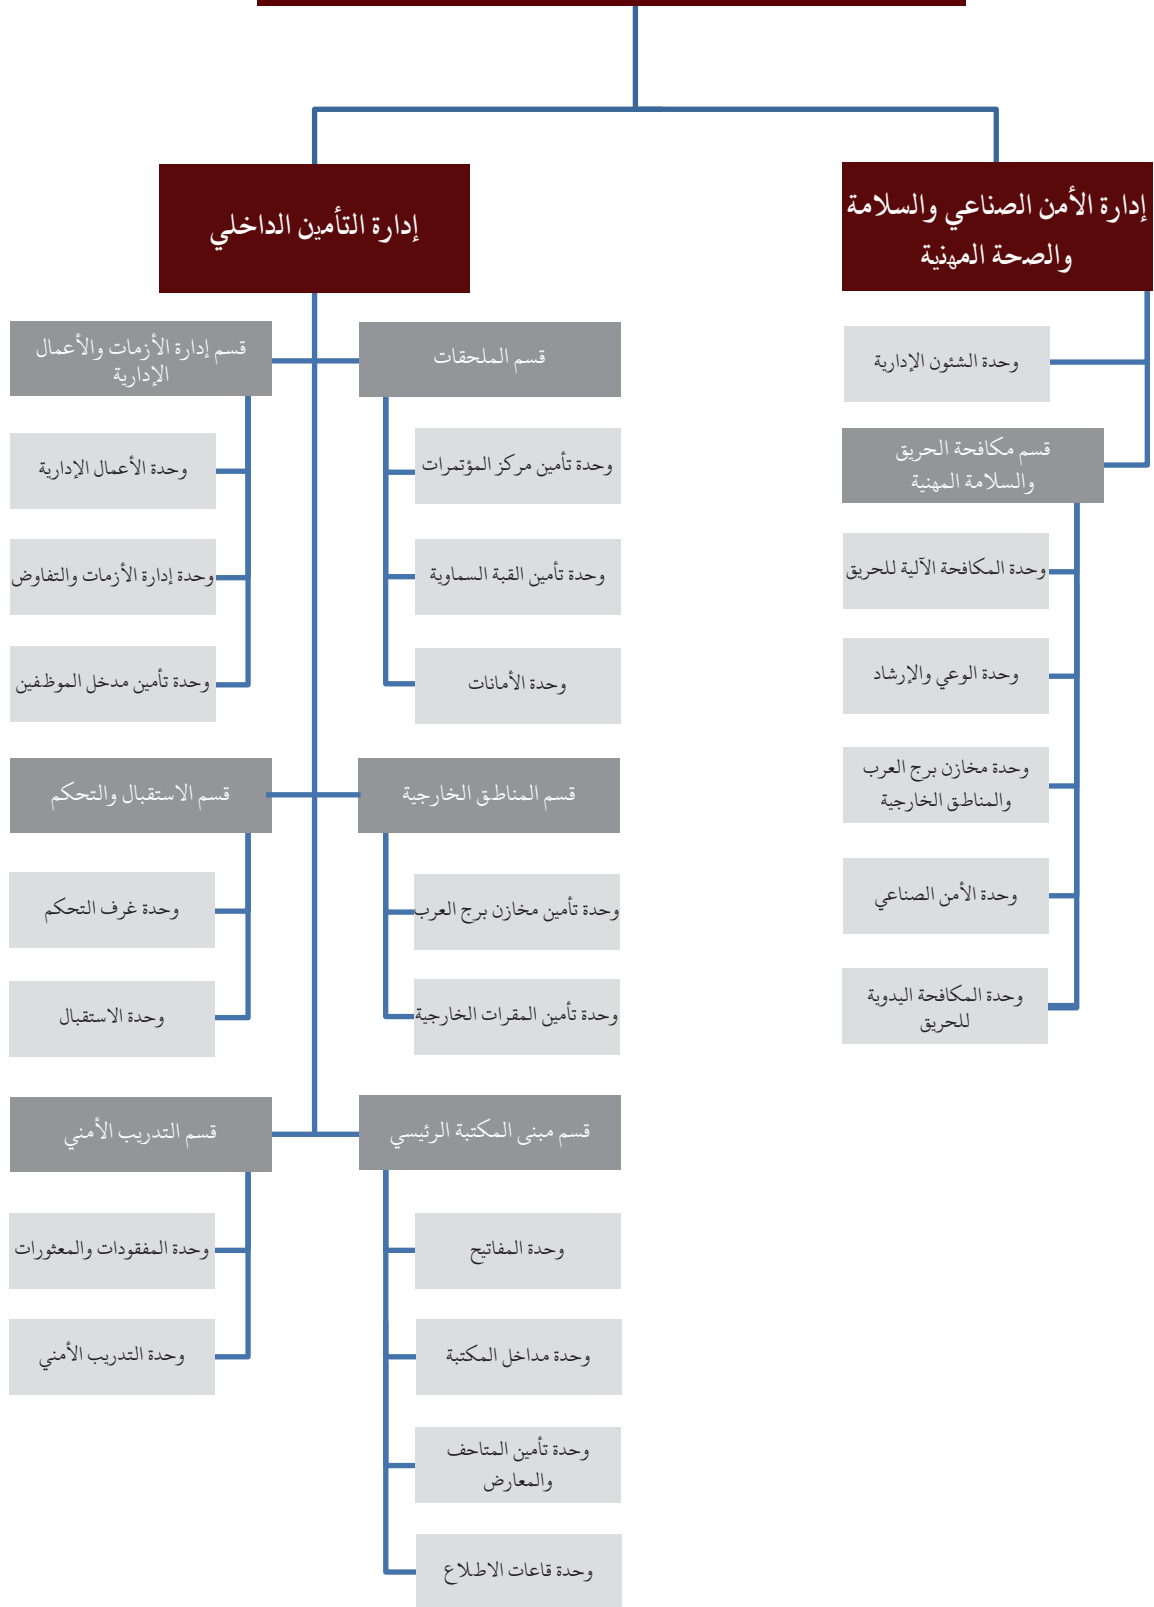 إدارة الأمن الصناعي والسلامة
والصحة المهنية
وحدة الشئون الإدارية
قسم مكافحة الحريق
والسلامة المهنية
وحدة المكافحة الآلية للحريق
وحدة الوعي والإرشاد
وحدة مخازن برج العرب
والمناطق الخارجية
وحدة الأمن الصناعي
وحدة المكافحة اليدوية
للحريق
إدارة التأمين الداخلي
قسم الملحقات
وحدة تأمين مركز المؤتمرات
وحدة تأمين القبة السماوية
وحدة الأمانات
قسم إدارة الأزمات والأعمال
الإدارية
وحدة الأعمال الإدارية
وحدة إدارة الأزمات والتفاوض
وحدة تأمين مدخل الموظفين
قسم المناطق الخارجية
وحدة تأمين مخازن برج العرب
وحدة تأمين المقرات الخارجية
قسم الاستقبال والتحكم
وحدة غرف التحكم
وحدة الاستقبال
قسم مبنى المكتبة الرئيسي
وحدة المفاتيح
وحدة مداخل المكتبة
وحدة تأمين المتاحف
والمعارض
وحدة قاعات الاطلاع
قسم التدريب الأمني
وحدة المفقودات والمعثورات
وحدة التدريب الأمني